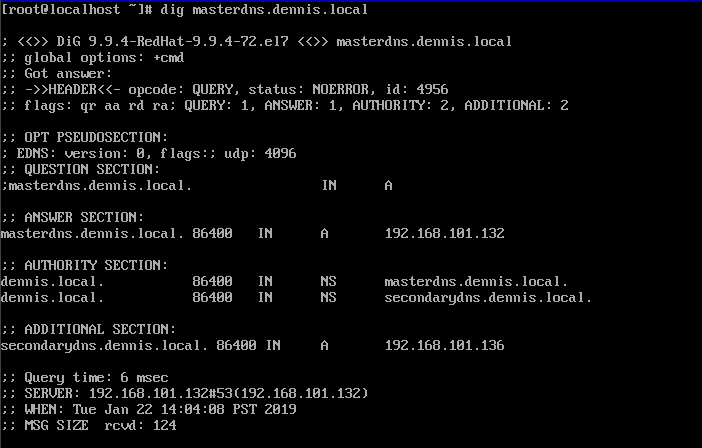 [root@localhost ~]# dig masterdns.dennis.local
; <<>> DiG 9.9.4-RedHat-9.9.4-72.el7 <<>> masterdns.dennis.local
;; global options: +cmd
;; Got answer:
;; ->>HEADER<<- opcode: QUERY, status: NOERROR, id: 4956
;; flags: qr aa rd ra; QUERY: 1, ANSWER: 1, AUTHORITY: 2, ADDITIONAL: 2
;; OPT PSEUDOSECTION:
; EDNS: version: 0, flags:; udp: 4096
;; QUESTION SECTION:
;masterdns.dennis.local. IN A
;; ANSWER SECTION:
masterdns.dennis.local. 86400 IN A 192.168.101.132
;; AUTHORITY SECTION:
dennis.local. 86400 IN NS masterdns.dennis.local.
dennis.local. 86400 IN NS secondarydns.dennis.local.
;; ADDITIONAL SECTION:
secondarydns.dennis.local. 86400 IN A 192.168.101.136
;; Query time: 6 msec
;; SERVER: 192.168.101.132#53(192.168.101.132)
;; WHEN: Tue Jan 22 14:04:08 PST 2019
;; MSG SIZE rcvd: 124